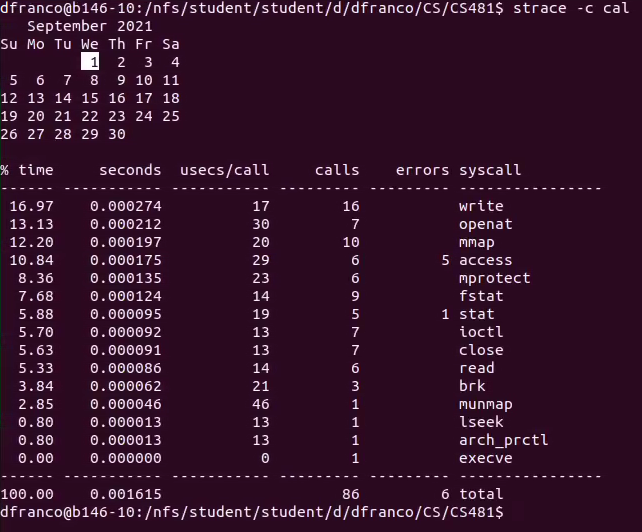 dfranco@b146-10:/nfs/student/student/d/dfranco/CS/CS481$ strace -c cal
   September 2021
Su Mo Tu We Th Fr Sa
          1  2  3  4
 5  6  7  8  9 10 11
12 13 14 15 16 17 18
19 20 21 22 23 24 25
26 27 28 29 30
% time     seconds  usecs/call     calls    errors syscall
------ ----------- ----------- --------- --------- ----------------
 16.97    0.000274          17        16           write
 13.13    0.000212          30         7           openat
 12.20    0.000197          20        10           mmap
 10.84    0.000175          29         6         5 access
  8.36    0.000135          23         6           mprotect
  7.68    0.000124          14         9           fstat
  5.88    0.000095          19         5         1 stat
  5.70    0.000092          13         7           ioctl
  5.63    0.000091          13         7           close
  5.33    0.000086          14         6           read
  3.84    0.000062          21         3           brk
  2.85    0.000046          46         1           munmap
  0.80    0.000013          13         1           lseek
  0.80    0.000013          13         1           arch_prctl
  0.00    0.000000           0         1           execve
------ ----------- ----------- --------- --------- ----------------
100.00    0.001615                    86         6 total
dfranco@b146-10:/nfs/student/student/d/dfranco/CS/CS481$